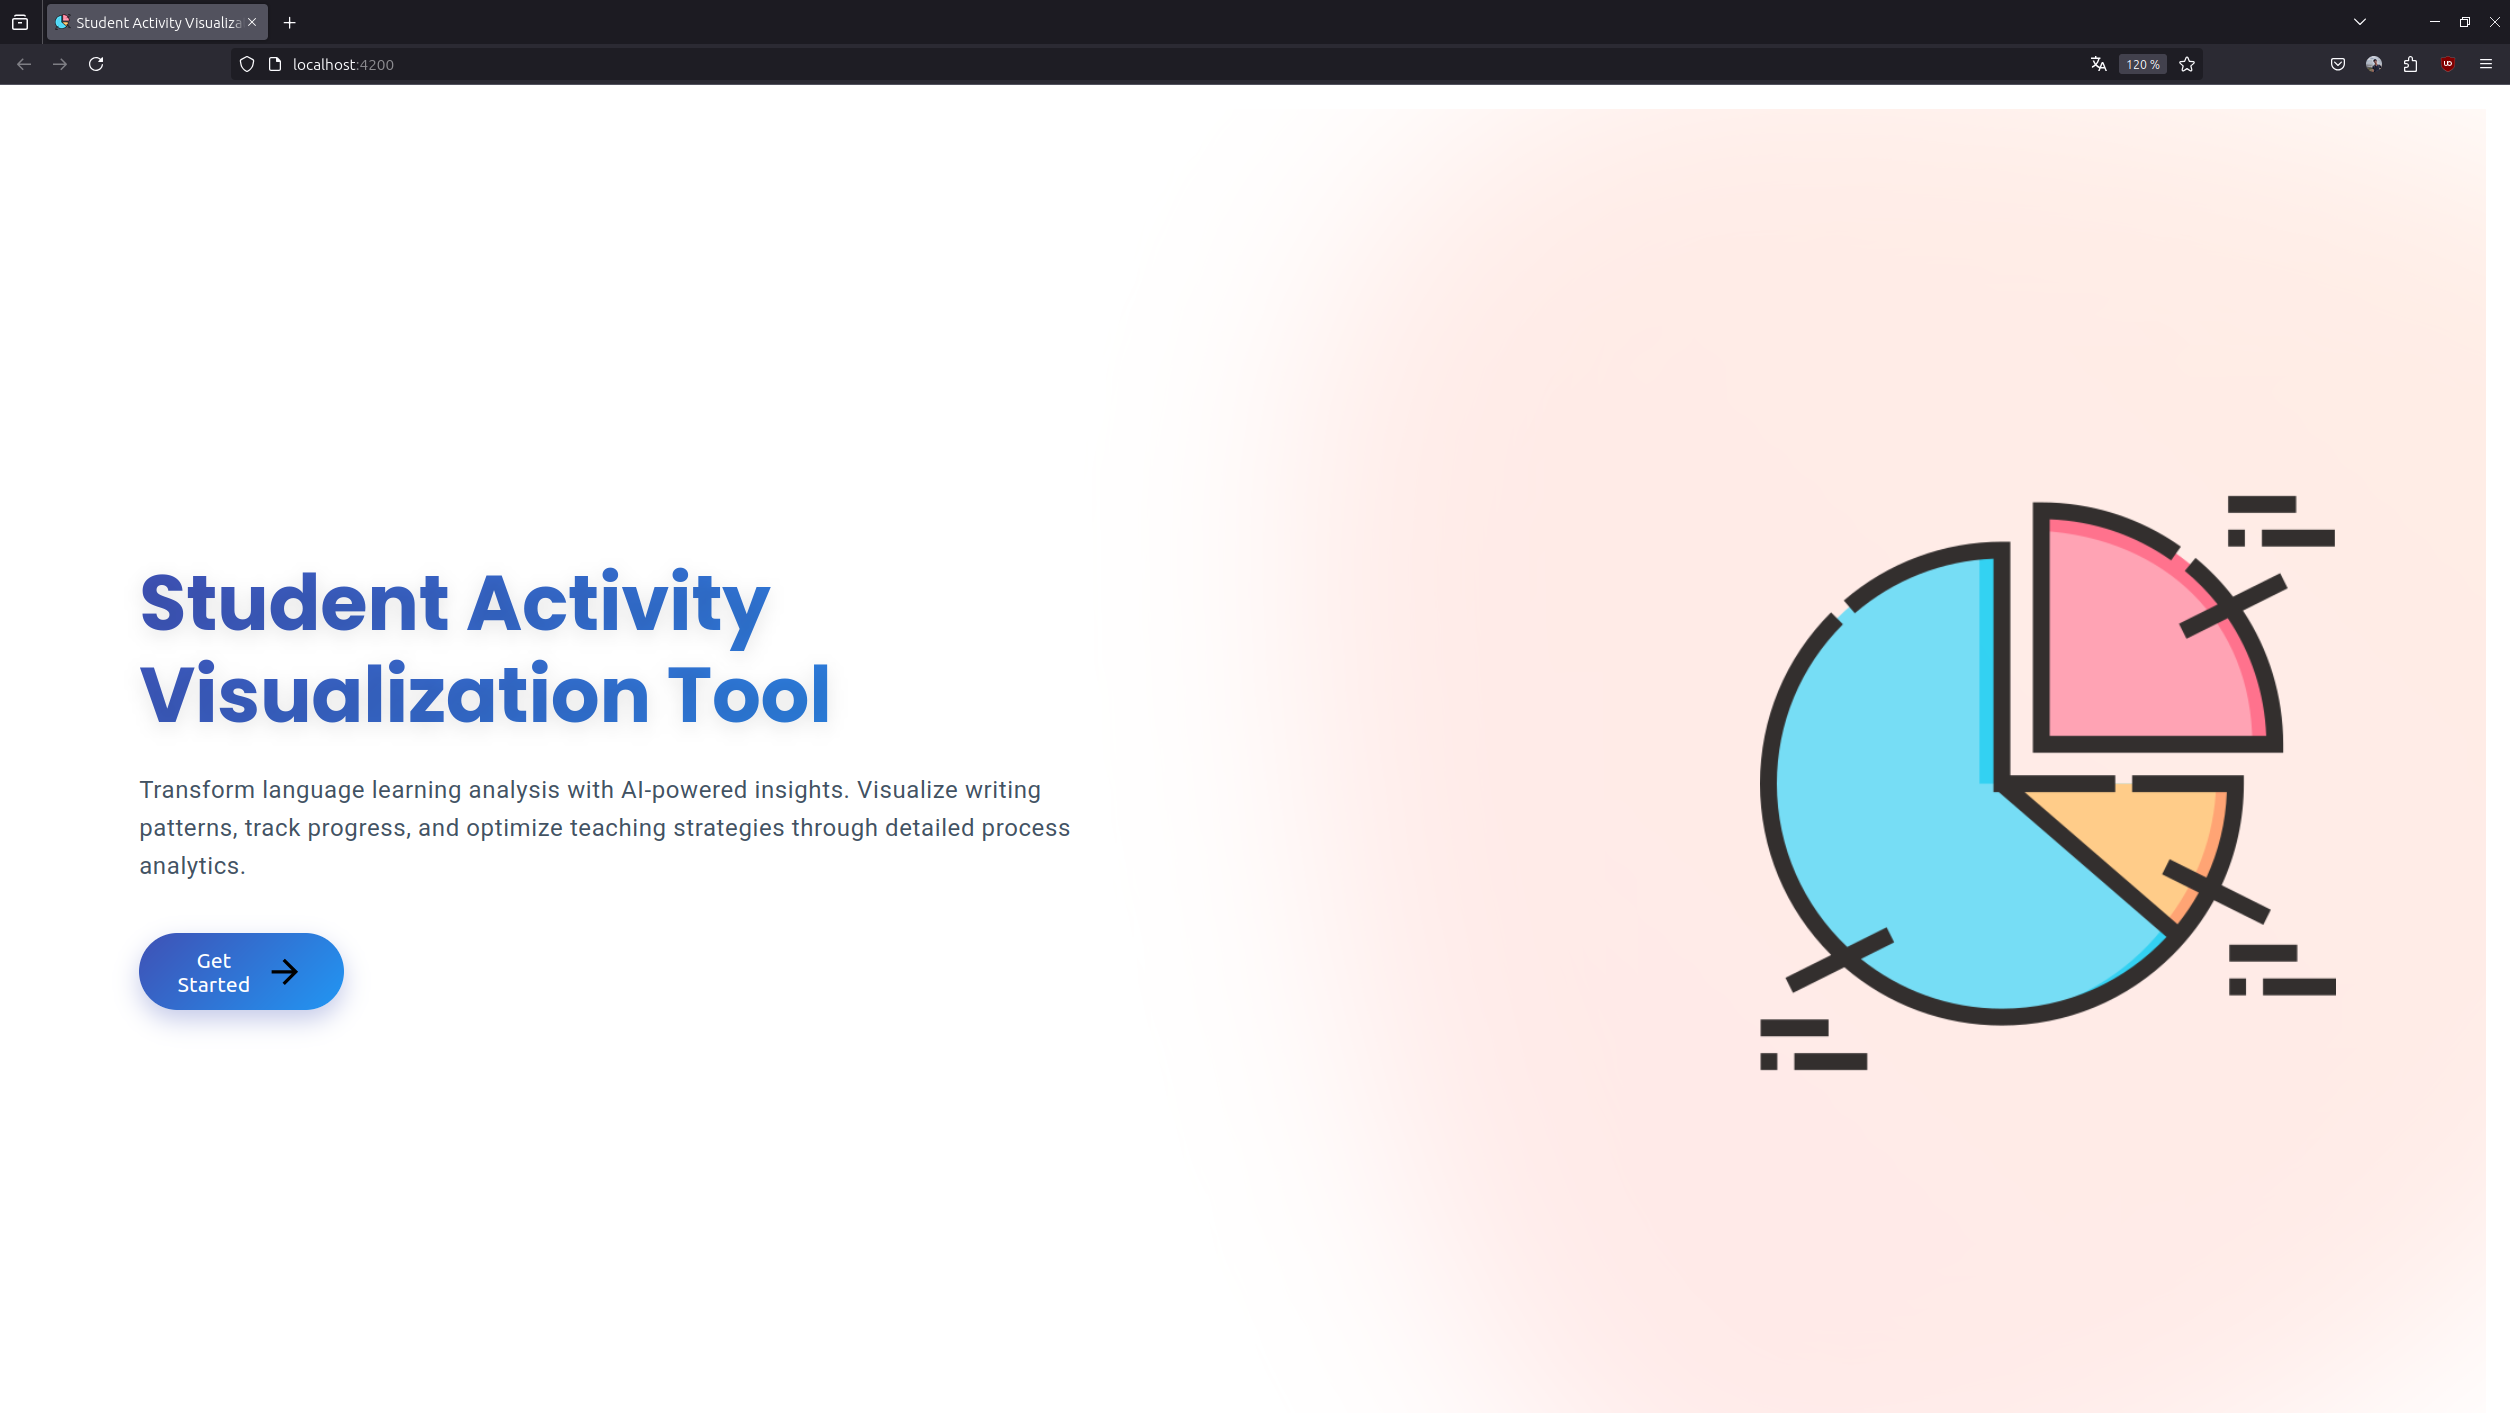 Student Activity Visualiza
localhost:4200
120 %
Student Activity
Visualization Tool
Transform language learning analysis with AI-powered insights. Visualize writing
patterns, track progress, and optimize teaching strategies through detailed process
analytics.
Get
Started